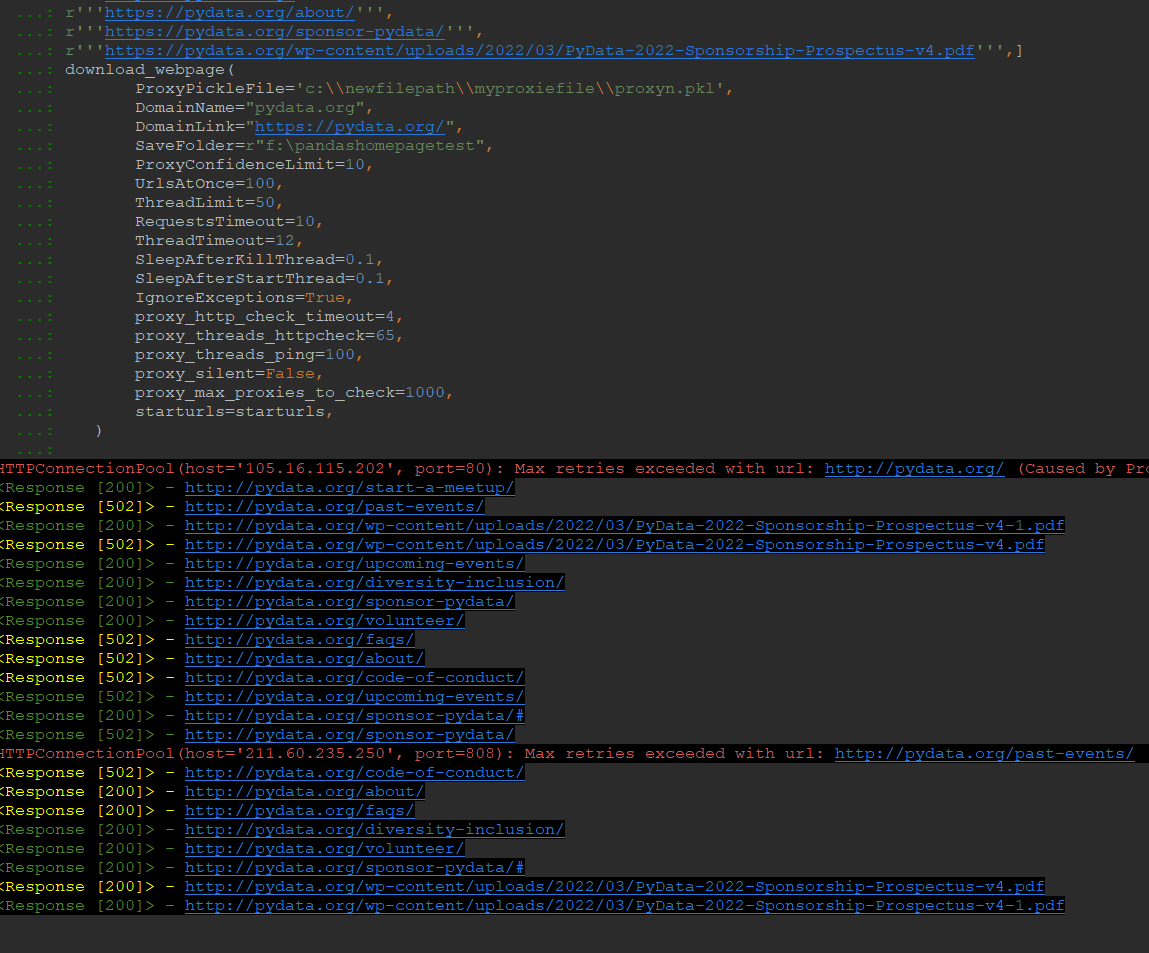 ...: r'''https://pydata.org/about/''',
...: r'''https://pydata.org/sponsor-pydata/''',
...: r'''https://pydata.org/wp-content/uploads/2022/03/PyData-2022-Sponsorship-Prospectus-v4.pdf''',]
...: download_webpage(
...:         ProxyPickleFile='c:\\newfilepath\\myproxiefile\\proxyn.pkl',
...:         DomainName="pydata.org",
...:         DomainLink="https://pydata.org/",
...:         SaveFolder=r"f:\pandashomepagetest",
...:         ProxyConfidenceLimit=10,
...:         UrlsAtOnce=100,
...:         ThreadLimit=50,
...:         RequestsTimeout=10,
...:         ThreadTimeout=12,
...:         SleepAfterKillThread=0.1,
...:         SleepAfterStartThread=0.1,
...:         IgnoreExceptions=True,
...:         proxy_http_check_timeout=4,
...:         proxy_threads_httpcheck=65,
...:         proxy_threads_ping=100,
...:         proxy_silent=False,
...:         proxy_max_proxies_to_check=1000,
...:         starturls=starturls,
...:     )
...:
HTTPConnectionPool(host='105.16.115.202', port=80): Max retries exceeded with url: http://pydata.org/ (Caused by Pro
<Response [200]> - http://pydata.org/start-a-meetup/
<Response [502]> - http://pydata.org/past-events/
<Response [200]> - http://pydata.org/wp-content/uploads/2022/03/PyData-2022-Sponsorship-Prospectus-v4-1.pdf
<Response [502]> - http://pydata.org/wp-content/uploads/2022/03/PyData-2022-Sponsorship-Prospectus-v4.pdf
<Response [200]> - http://pydata.org/upcoming-events/
<Response [200]> - http://pydata.org/diversity-inclusion/
<Response [200]> - http://pydata.org/sponsor-pydata/
<Response [200]> - http://pydata.org/volunteer/
<Response [502]> - http://pydata.org/faqs/
<Response [502]> - http://pydata.org/about/
<Response [502]> - http://pydata.org/code-of-conduct/
<Response [502]> - http://pydata.org/upcoming-events/
<Response [200]> - http://pydata.org/sponsor-pydata/#
<Response [502]> - http://pydata.org/sponsor-pydata/
HTTPConnectionPool(host='211.60.235.250', port=808): Max retries exceeded with url: http://pydata.org/past-events/
<Response [502]> - http://pydata.org/code-of-conduct/
<Response [200]> - http://pydata.org/about/
<Response [200]> - http://pydata.org/faqs/
<Response [200]> - http://pydata.org/diversity-inclusion/
<Response [200]> - http://pydata.org/volunteer/
<Response [200]> - http://pydata.org/sponsor-pydata/#
<Response [200]> - http://pydata.org/wp-content/uploads/2022/03/PyData-2022-Sponsorship-Prospectus-v4.pdf
<Response [200]> - http://pydata.org/wp-content/uploads/2022/03/PyData-2022-Sponsorship-Prospectus-v4-1.pdf